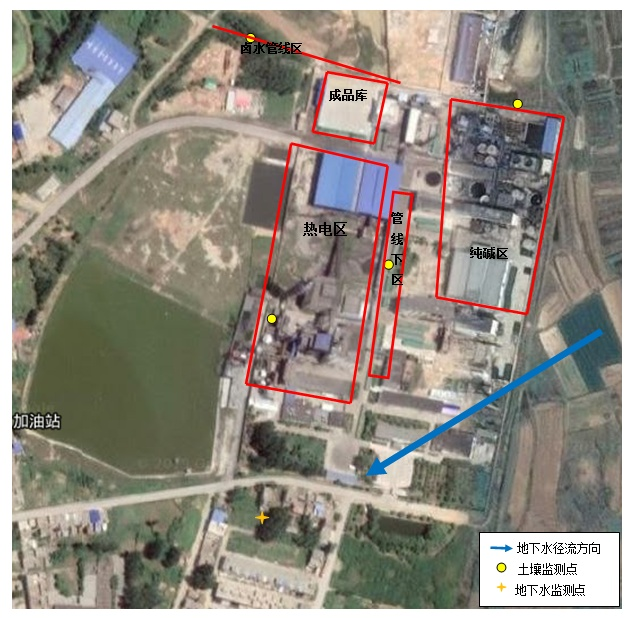 卤水管线区
成品库
热电区
管
线
下
区
纯碱区
加油站
地下水径流方向
土壤监测点
地下水监测点